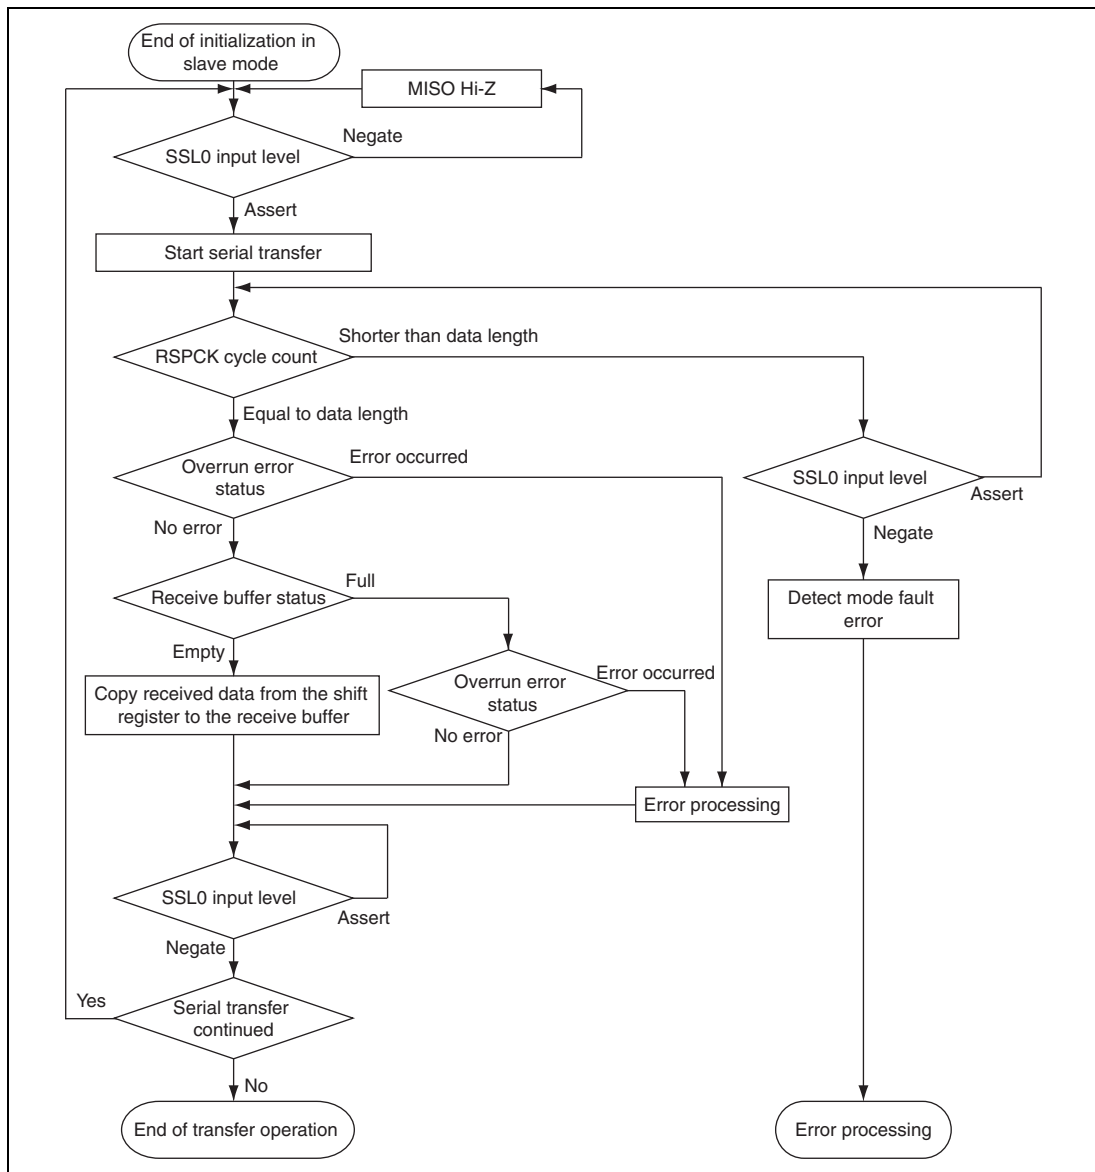 End of initialization in
slave mode
MISO Hi-Z
Negate
SSL0 input level
Assert
Start serial transfer
Shorter than data length
RSPCK cycle count
Equal to data length
Overrun error
status
Error occurred
SSL0 input level
Assert
No error
Negate
Receive buffer status
Full
Detect mode fault
error
Empty
Copy received data from the shift
register to the receive buffer
Overrun error
status
Error occurred
No error
Error processing
SSL0 input level
Assert
Negate
Yes
Serial transfer
continued
No
End of transfer operation
Error processing